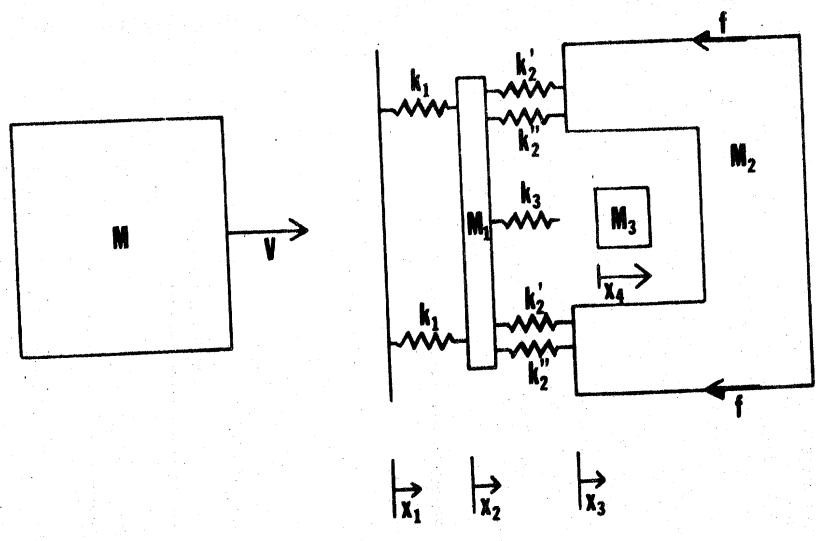 f
k₁
k₂'
k₂"
M₂
k₃
M
M₁
M₃
V
x₄
k₁
k₂'
k₂"
f
x₁
x₂
x₃